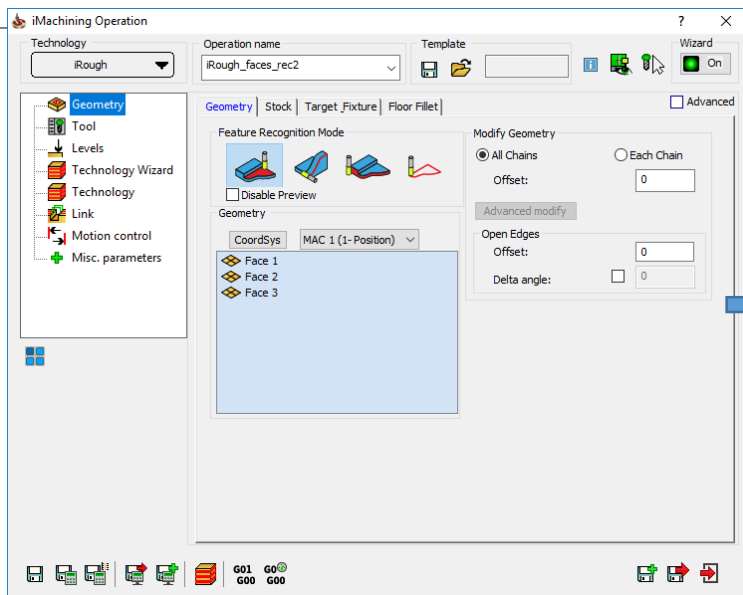 iMachining Operation
? ×
Technology
iRough
Operation name
iRough_faces_rec2
Template
Wizard
On
Geometry
Tool
Levels
Technology Wizard
Technology
Link
Motion control
Misc. parameters
Geometry Stock Target_Fixture Floor Fillet
Advanced
Feature Recognition Mode
Disable Preview
Geometry
CoordSys MAC 1 (1- Position)
Face 1
Face 2
Face 3
Modify Geometry
All Chains Each Chain
Offset: 0
Advanced modify
Open Edges
Offset: 0
Delta angle: 0
G01 G0
G00 G00